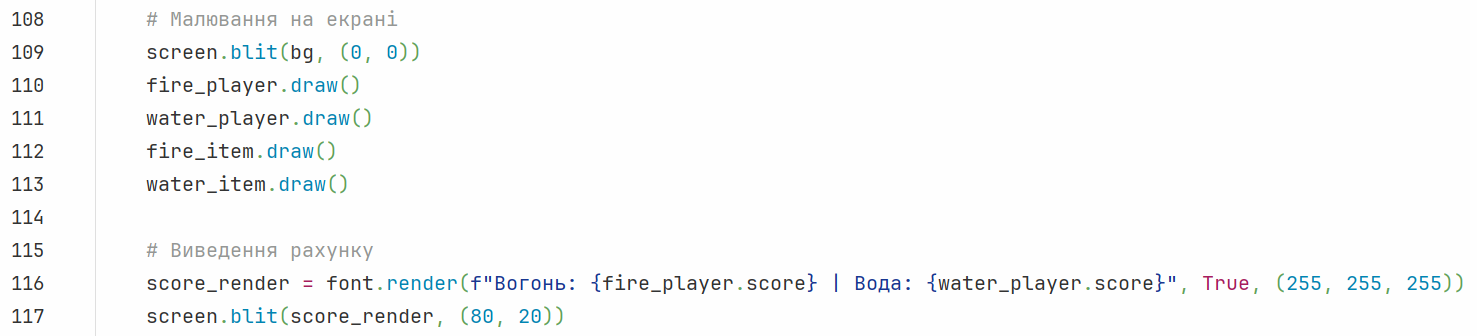 108 # Малювання на екрані
109 screen.blit(bg, (0, 0))
110 fire_player.draw()
111 water_player.draw()
112 fire_item.draw()
113 water_item.draw()
114
115 # Виведення рахунку
116 score_render = font.render(f"Вогонь: {fire_player.score} | Вода: {water_player.score}", True, (255, 255, 255))
117 screen.blit(score_render, (80, 20))